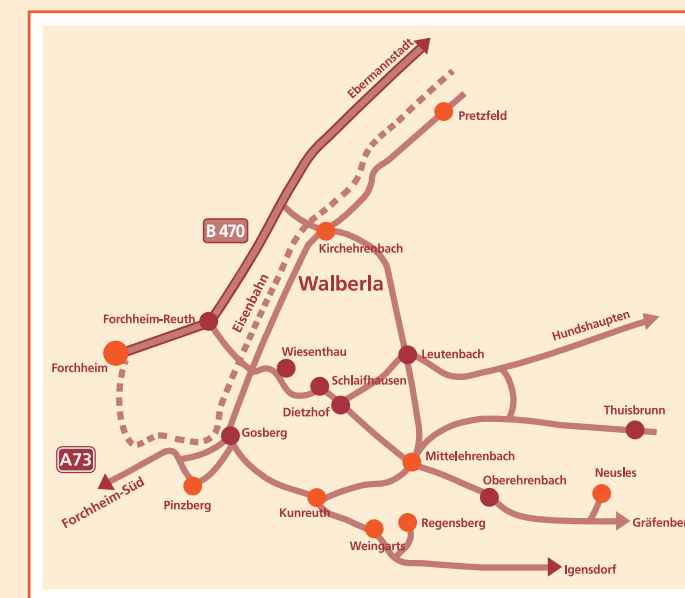 Ebermannstadt
Pretzfeld
B 470
Kirchehrenbach
Walberla
Eisenbahn
Forchheim-Reuth
Hundshaupten
Wiesenthau
Leutenbach
Forchheim
Schlaifhausen
Dietzhof
Thuisbrunn
Gosberg
A73
Mittelehrenbach
Neusles
Oberehrenbach
Forchheim-Süd
Pinzberg
Kunreuth
Regensberg
Gräfenber
Weingarts
Igensdorf